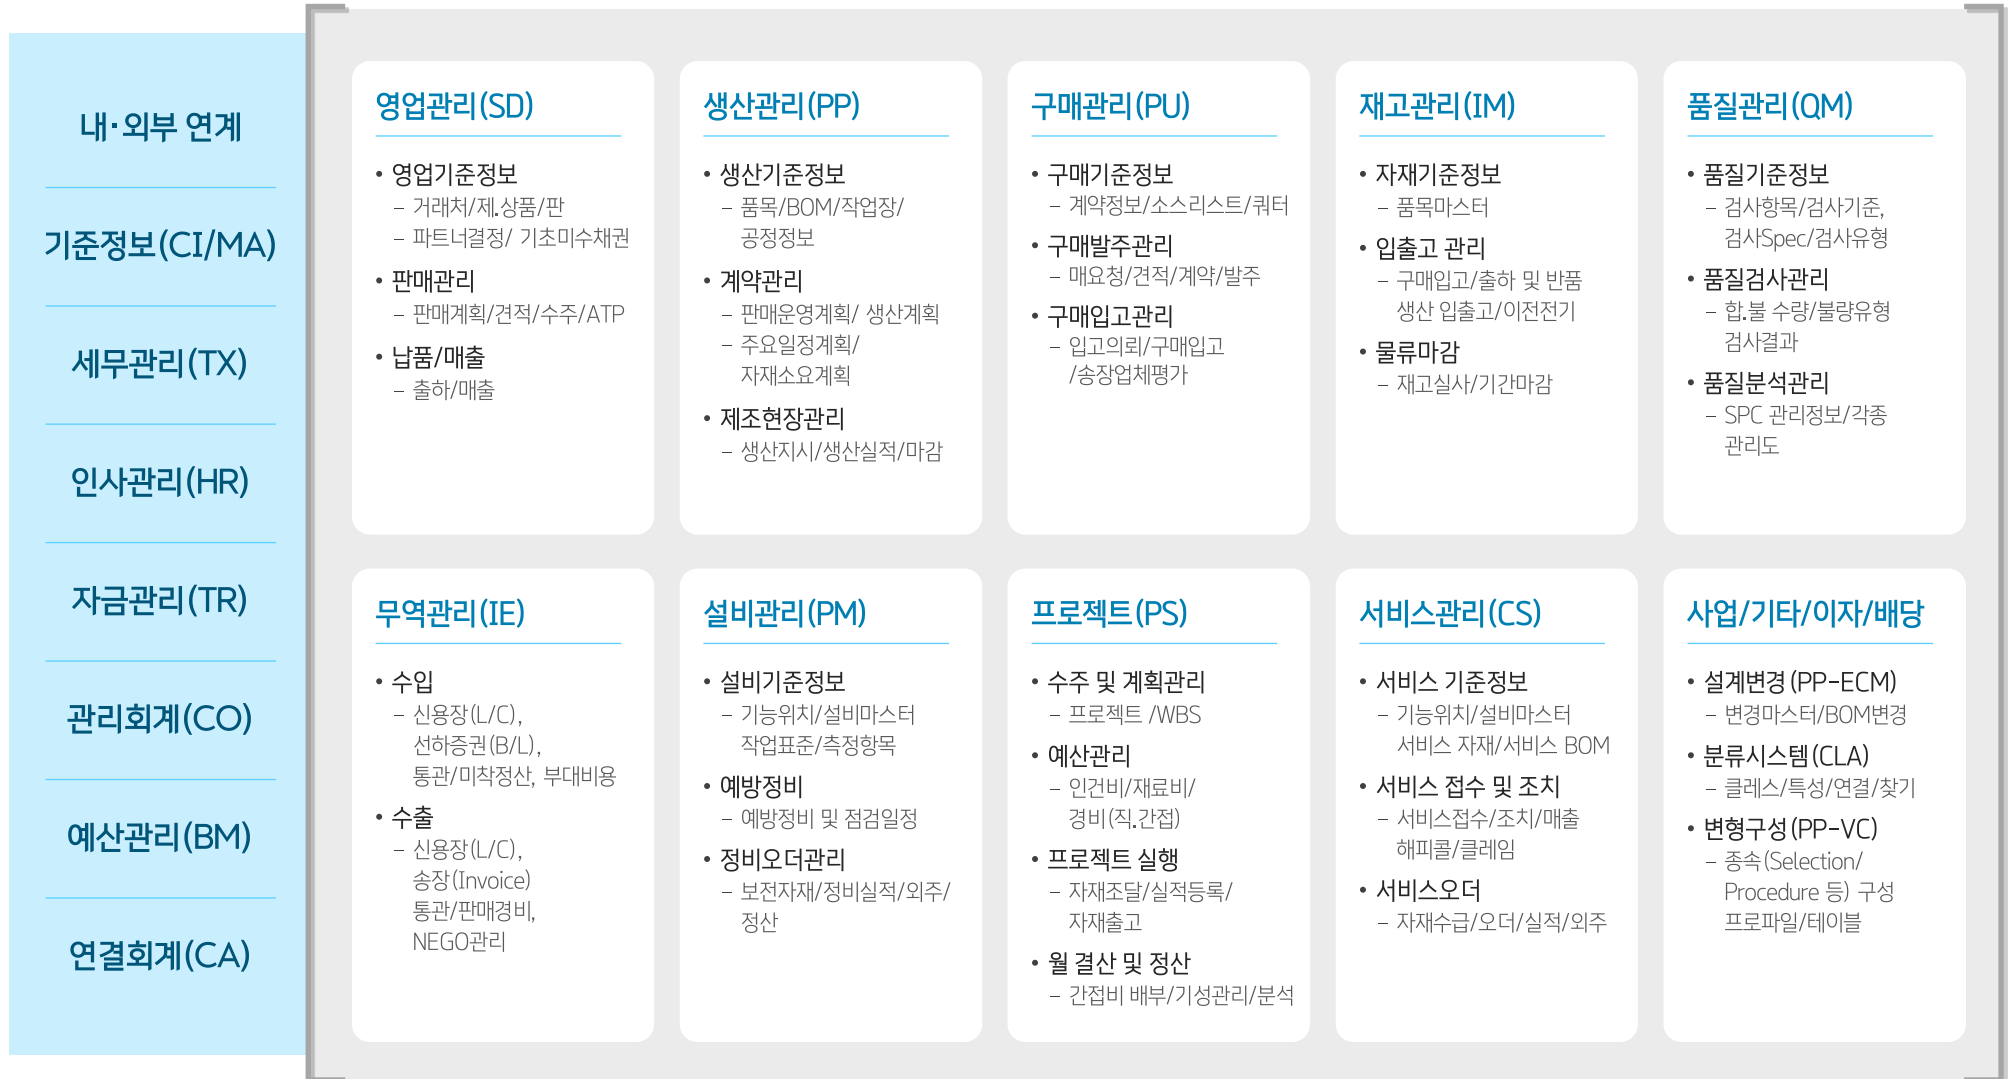 내·외부 연계
기준정보(CI/MA)
세무관리(TX)
인사관리(HR)
자금관리(TR)
관리회계(CO)
예산관리(BM)
연결회계(CA)
영업관리(SD)
• 영업기준정보
– 거래처/제.상품/판
– 파트너결정/ 기초미수채권
• 판매관리
– 판매계획/견적/수주/ATP
• 납품/매출
– 출하/매출
생산관리(PP)
• 생산기준정보
– 품목/BOM/작업장/
공정정보
• 계약관리
– 판매운영계획/ 생산계획
– 주요일정계획/
자재소요계획
• 제조현장관리
– 생산지시/생산실적/마감
구매관리(PU)
• 구매기준정보
– 계약정보/소스리스트/쿼터
• 구매발주관리
– 매요청/견적/계약/발주
• 구매입고관리
– 입고의뢰/구매입고
/송장업체평가
재고관리(IM)
• 자재기준정보
– 품목마스터
• 입출고 관리
– 구매입고/출하 및 반품
생산 입출고/이전전기
• 물류마감
– 재고실사/기간마감
품질관리(QM)
• 품질기준정보
– 검사항목/검사기준,
검사Spec/검사유형
• 품질검사관리
– 합.불 수량/불량유형
검사결과
• 품질분석관리
– SPC 관리정보/각종
관리도
무역관리(IE)
• 수입
– 신용장(L/C),
선하증권(B/L),
통관/미착정산, 부대비용
• 수출
– 신용장(L/C),
송장(Invoice)
통관/판매경비,
NEGO관리
설비관리(PM)
• 설비기준정보
– 기능위치/설비마스터
작업표준/측정항목
• 예방정비
– 예방정비 및 점검일정
• 정비오더관리
– 보전자재/정비실적/외주/
정산
프로젝트(PS)
• 수주 및 계획관리
– 프로젝트 /WBS
• 예산관리
– 인건비/재료비/
경비(직.간접)
• 프로젝트 실행
– 자재조달/실적등록/
자재출고
• 월 결산 및 정산
– 간접비 배부/기성관리/분석
서비스관리(CS)
• 서비스 기준정보
– 기능위치/설비마스터
서비스 자재/서비스 BOM
• 서비스 접수 및 조치
– 서비스접수/조치/매출
해피콜/클레임
• 서비스오더
– 자재수급/오더/실적/외주
사업/기타/이자/배당
• 설계변경(PP-ECM)
– 변경마스터/BOM변경
• 분류시스템(CLA)
– 클레스/특성/연결/찾기
• 변형구성(PP-VC)
– 종속(Selection/
Procedure 등) 구성
프로파일/테이블